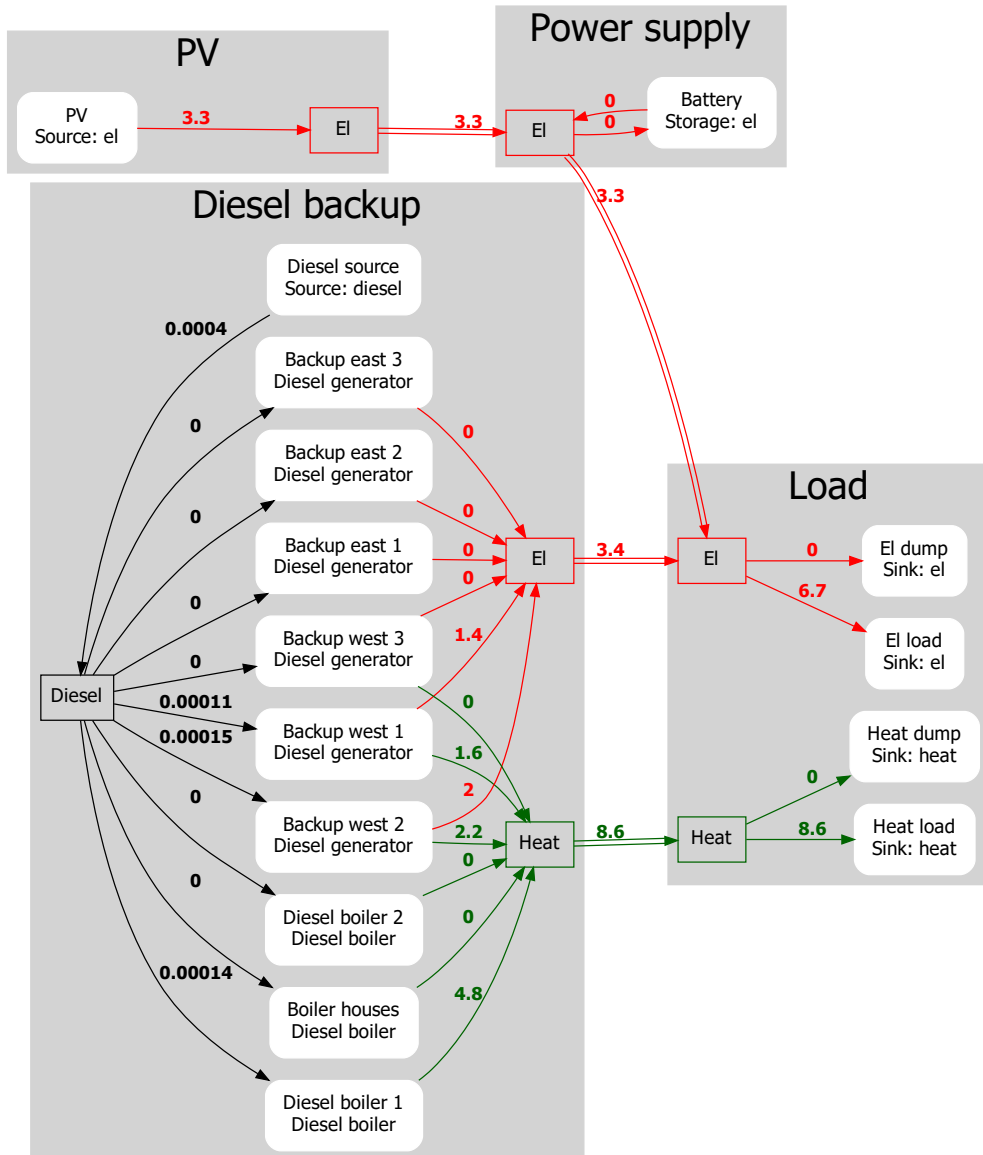 PV
PV
Source: el
3.3
El
3.3
Power supply
El
0
0
Battery
Storage: el
3.3
Diesel backup
Diesel source
Source: diesel
0.0004
Backup east 3
Diesel generator
0
0
Backup east 2
Diesel generator
0
0
Backup east 1
Diesel generator
0
0
Backup west 3
Diesel generator
0
0
0
Diesel
0.00011
Backup west 1
Diesel generator
1.4
1.6
0.00015
Backup west 2
Diesel generator
2
2.2
0
Diesel boiler 2
Diesel boiler
0
0
Boiler houses
Diesel boiler
0
0.00014
Diesel boiler 1
Diesel boiler
4.8
El
3.4
Heat
8.6
Load
El
0
El dump
Sink: el
6.7
El load
Sink: el
Heat
0
Heat dump
Sink: heat
8.6
Heat load
Sink: heat